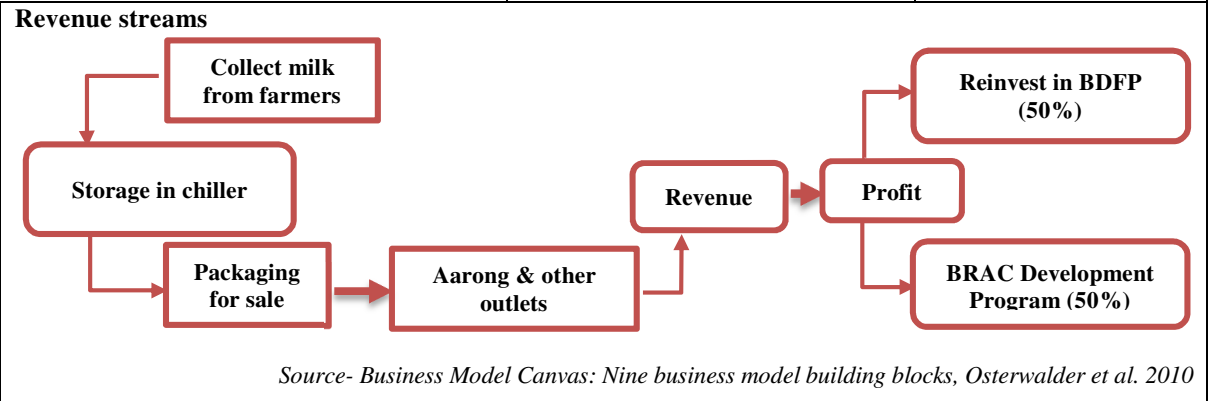 Revenue streams
Collect milk
from farmers
Storage in chiller
Packaging
for sale
Aarong & other
outlets
Revenue
Profit
Reinvest in BDFP
(50%)
BRAC Development
Program (50%)
Source- Business Model Canvas: Nine business model building blocks, Osterwalder et al. 2010